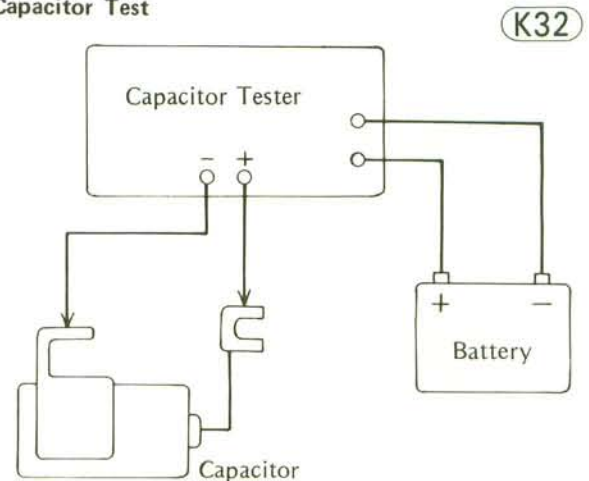 Capacitor Test
K32
Capacitor Tester
- +
+ -
Battery
Capacitor